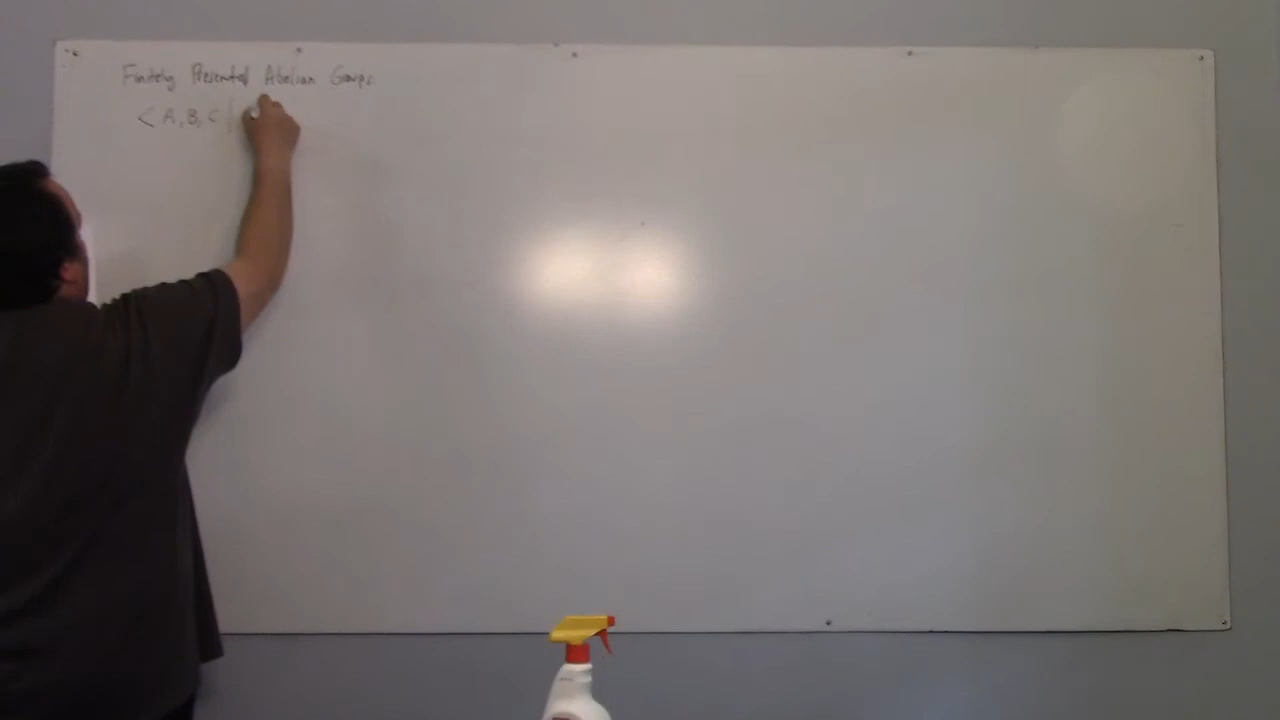 Finitely Presented Abelian Groups
< A, B, C |